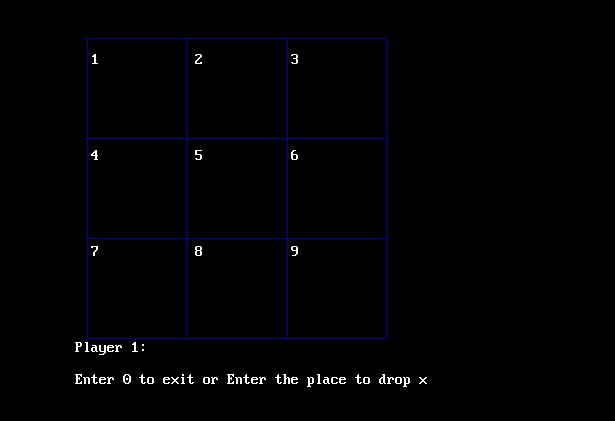 1 2 3
4 5 6
7 8 9
Player 1:
Enter 0 to exit or Enter the place to drop x